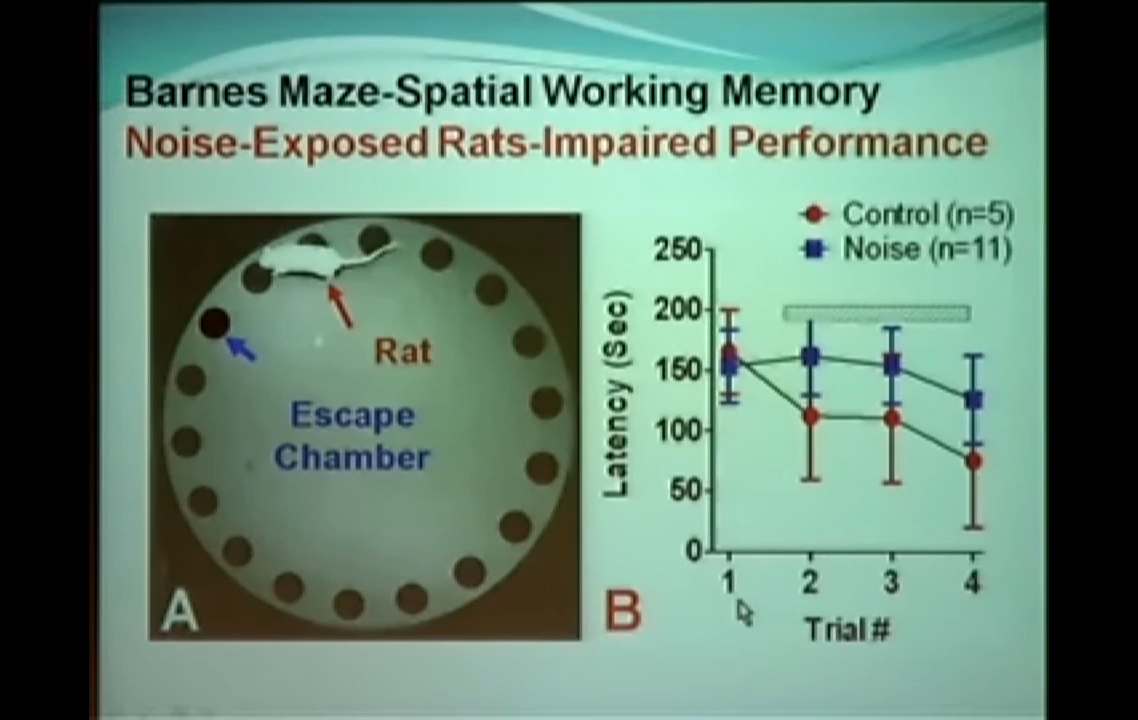 Barnes Maze-Spatial Working Memory
Noise-Exposed Rats-Impaired Performance
Rat
Escape
Chamber
A
Control (n=5)
Noise (n=11)
Latency (Sec)
250
200
150
100
50
0
1 2 3 4
Trial #
B